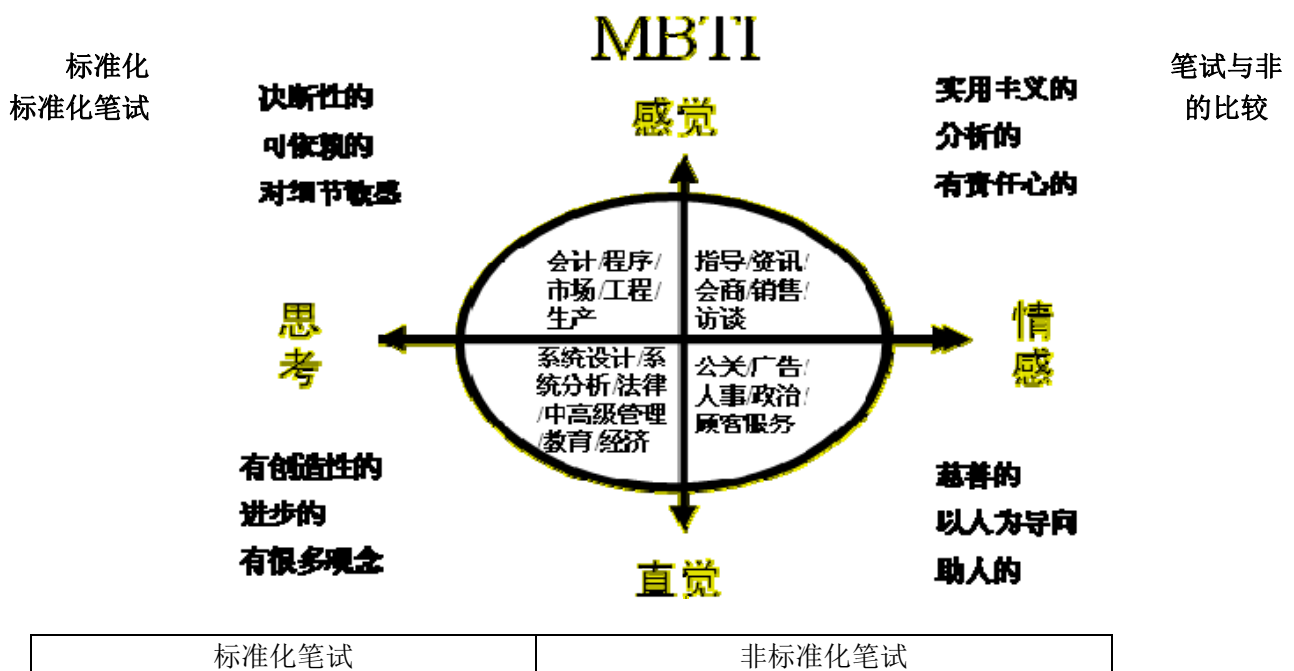 MBTI
标准化
标准化笔试
笔试与非
的比较
感觉
决断性的
可依赖的
对细节敏感
实用主义的
分析的
有责任心的
会计/程序/
市场/工程/
生产
指导/资讯/
会商/销售/
访谈
思
考
情
感
系统设计/系
统分析/法律
/中高级管理
/教育/经济
公关/广告/
人事/政治/
顾客服务
有创造性的
进步的
有很多观念
慈善的
以人为导向
助人的
直觉
标准化笔试
非标准化笔试